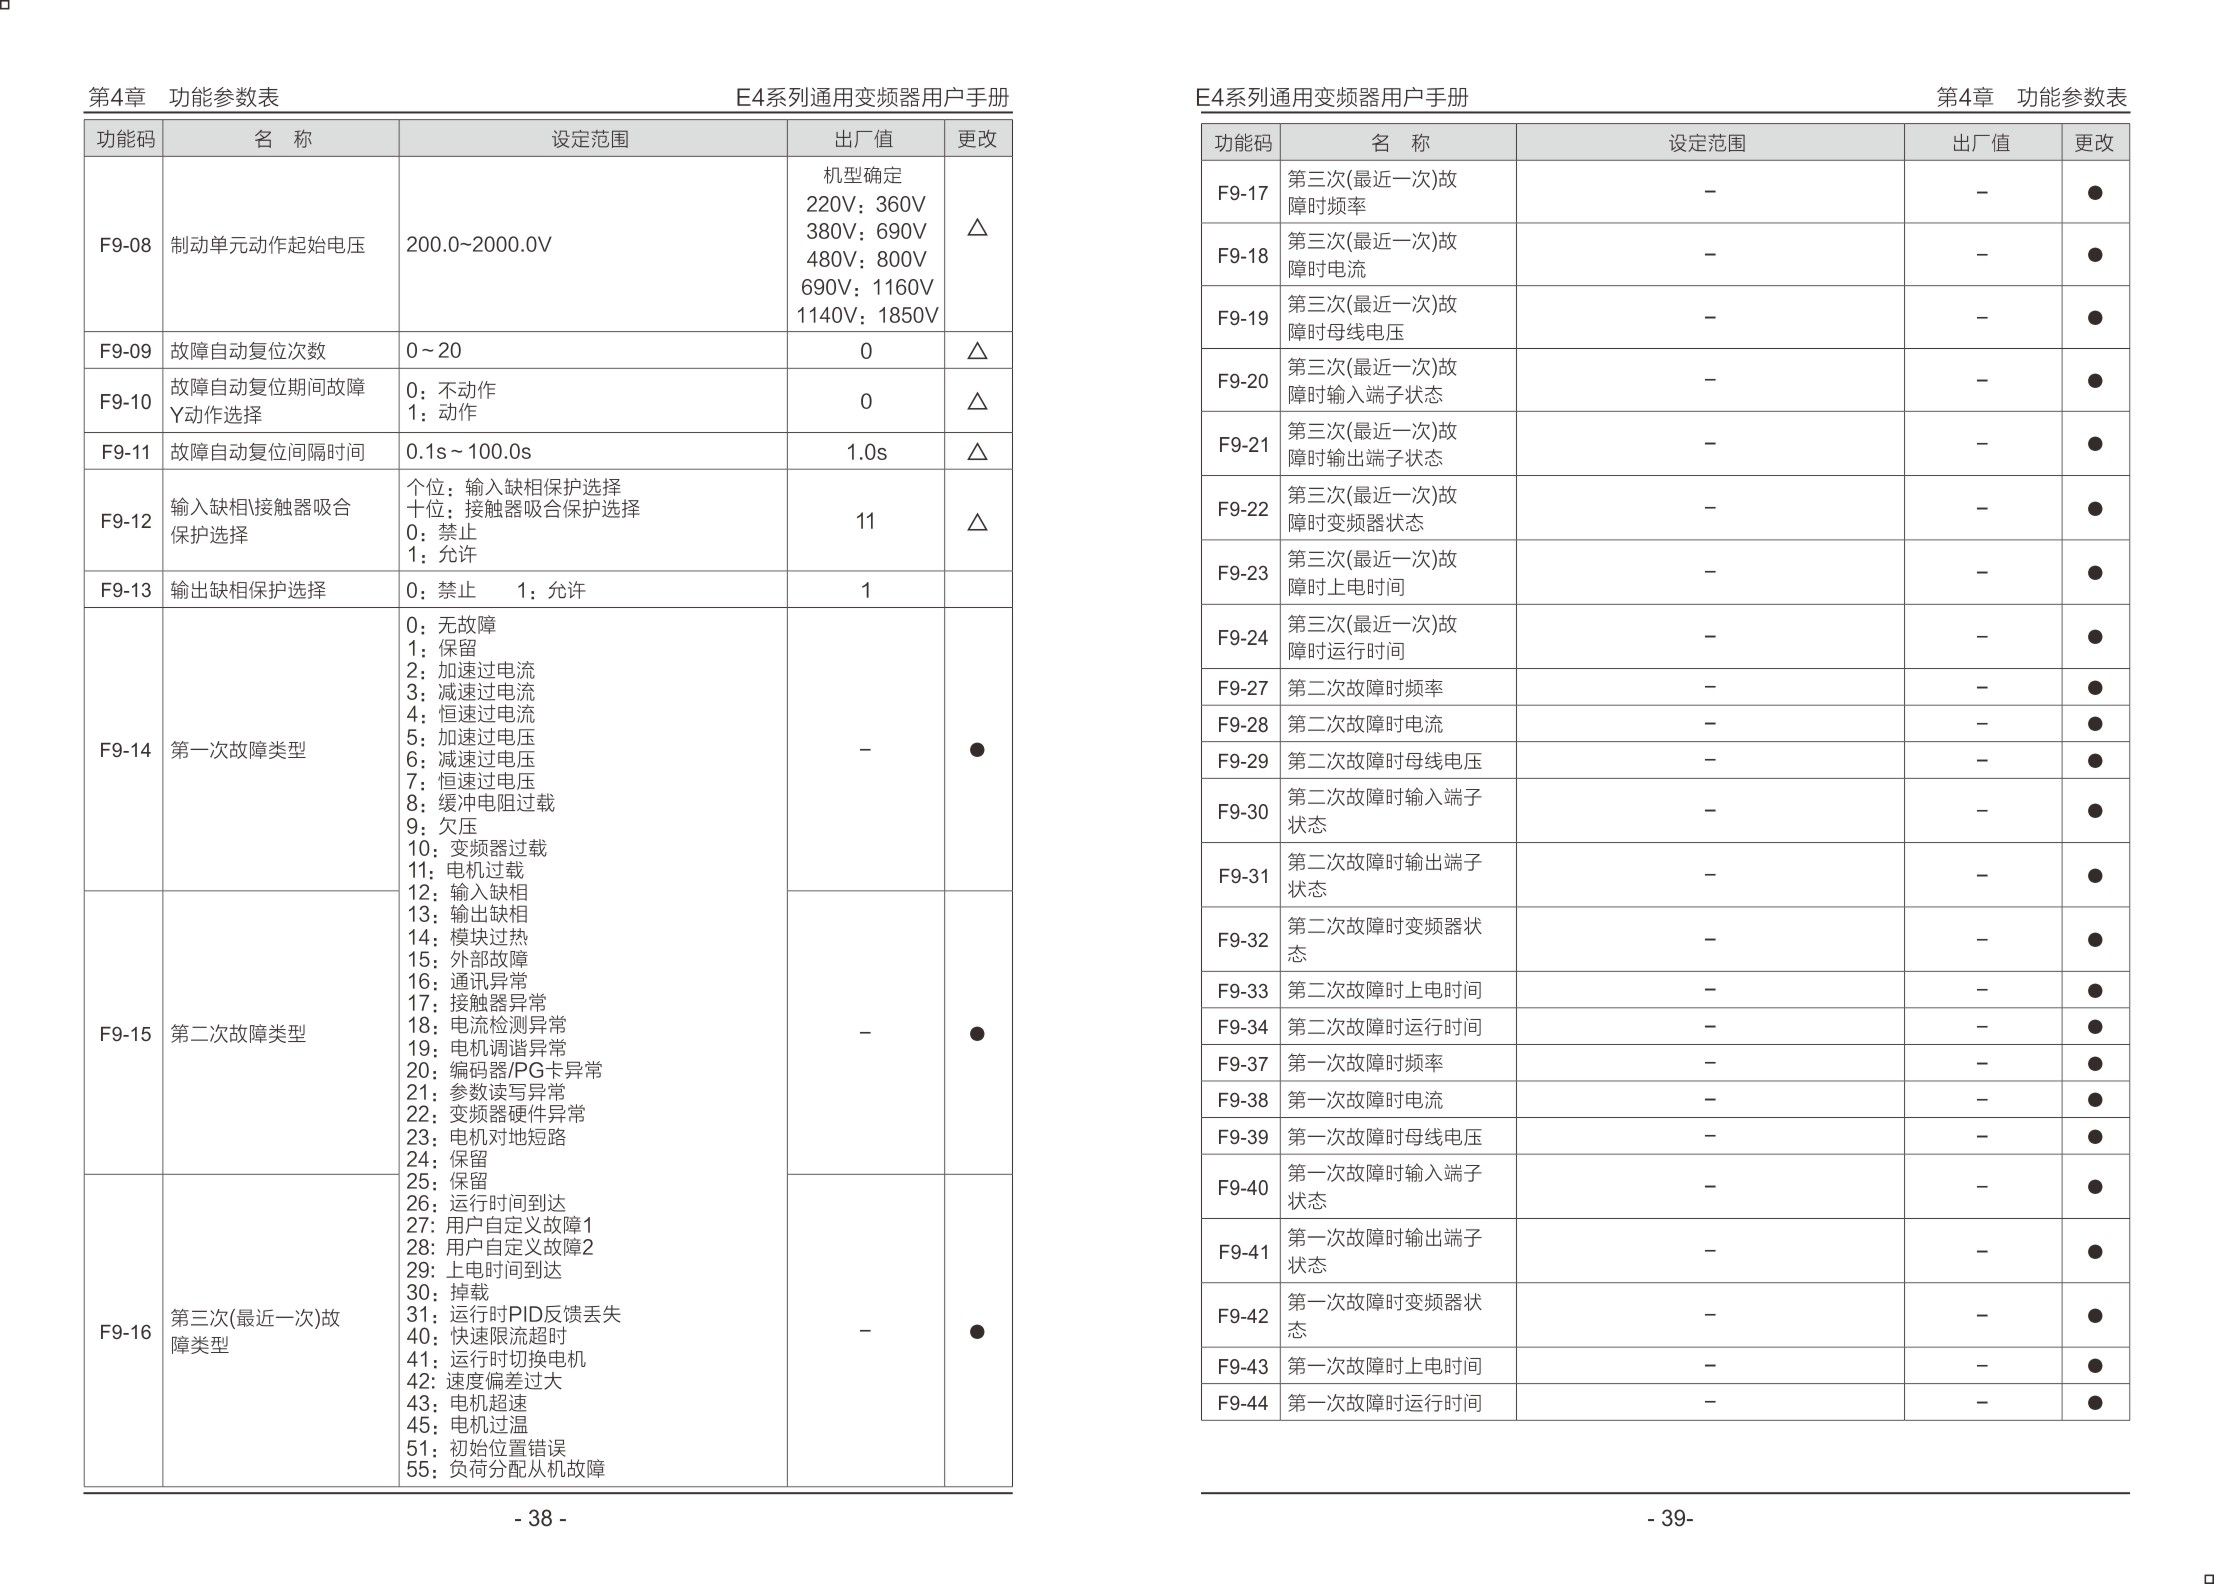 第4章　功能参数表　　E4系列通用变频器用户手册
功能码　名　称　设定范围　出厂值　更改
F9-08　制动单元动作起始电压　200.0~2000.0V　机型确定　△
220V：360V
380V：690V
480V：800V
690V：1160V
1140V：1850V
F9-09　故障自动复位次数　0～20　0　△
F9-10　故障自动复位期间故障　0：不动作　0　△
Y动作选择　1：动作
F9-11　故障自动复位间隔时间　0.1s～100.0s　1.0s　△
F9-12　输入缺相\接触器吸合　个位：输入缺相保护选择　11　△
保护选择　十位：接触器吸合保护选择
0：禁止
1：允许
F9-13　输出缺相保护选择　0：禁止　1：允许　1
F9-14　第一次故障类型　–　●
F9-15　第二次故障类型　–　●
F9-16　第三次(最近一次)故　–　●
障类型
0：无故障
1：保留
2：加速过电流
3：减速过电流
4：恒速过电流
5：加速过电压
6：减速过电压
7：恒速过电压
8：缓冲电阻过载
9：欠压
10：变频器过载
11：电机过载
12：输入缺相
13：输出缺相
14：模块过热
15：外部故障
16：通讯异常
17：接触器异常
18：电流检测异常
19：电机调谐异常
20：编码器/PG卡异常
21：参数读写异常
22：变频器硬件异常
23：电机对地短路
24：保留
25：保留
26：运行时间到达
27: 用户自定义故障1
28: 用户自定义故障2
29: 上电时间到达
30：掉载
31：运行时PID反馈丢失
40：快速限流超时
41：运行时切换电机
42: 速度偏差过大
43：电机超速
45：电机过温
51：初始位置错误
55：负荷分配从机故障
- 38 -
E4系列通用变频器用户手册　　第4章　功能参数表
功能码　名　称　设定范围　出厂值　更改
F9-17　第三次(最近一次)故　–　–　●
障时频率
F9-18　第三次(最近一次)故　–　–　●
障时电流
F9-19　第三次(最近一次)故　–　–　●
障时母线电压
F9-20　第三次(最近一次)故　–　–　●
障时输入端子状态
F9-21　第三次(最近一次)故　–　–　●
障时输出端子状态
F9-22　第三次(最近一次)故　–　–　●
障时变频器状态
F9-23　第三次(最近一次)故　–　–　●
障时上电时间
F9-24　第三次(最近一次)故　–　–　●
障时运行时间
F9-27　第二次故障时频率　–　–　●
F9-28　第二次故障时电流　–　–　●
F9-29　第二次故障时母线电压　–　–　●
F9-30　第二次故障时输入端子　–　–　●
状态
F9-31　第二次故障时输出端子　–　–　●
状态
F9-32　第二次故障时变频器状　–　–　●
态
F9-33　第二次故障时上电时间　–　–　●
F9-34　第二次故障时运行时间　–　–　●
F9-37　第一次故障时频率　–　–　●
F9-38　第一次故障时电流　–　–　●
F9-39　第一次故障时母线电压　–　–　●
F9-40　第一次故障时输入端子　–　–　●
状态
F9-41　第一次故障时输出端子　–　–　●
状态
F9-42　第一次故障时变频器状　–　–　●
态
F9-43　第一次故障时上电时间　–　–　●
F9-44　第一次故障时运行时间　–　–　●
- 39-